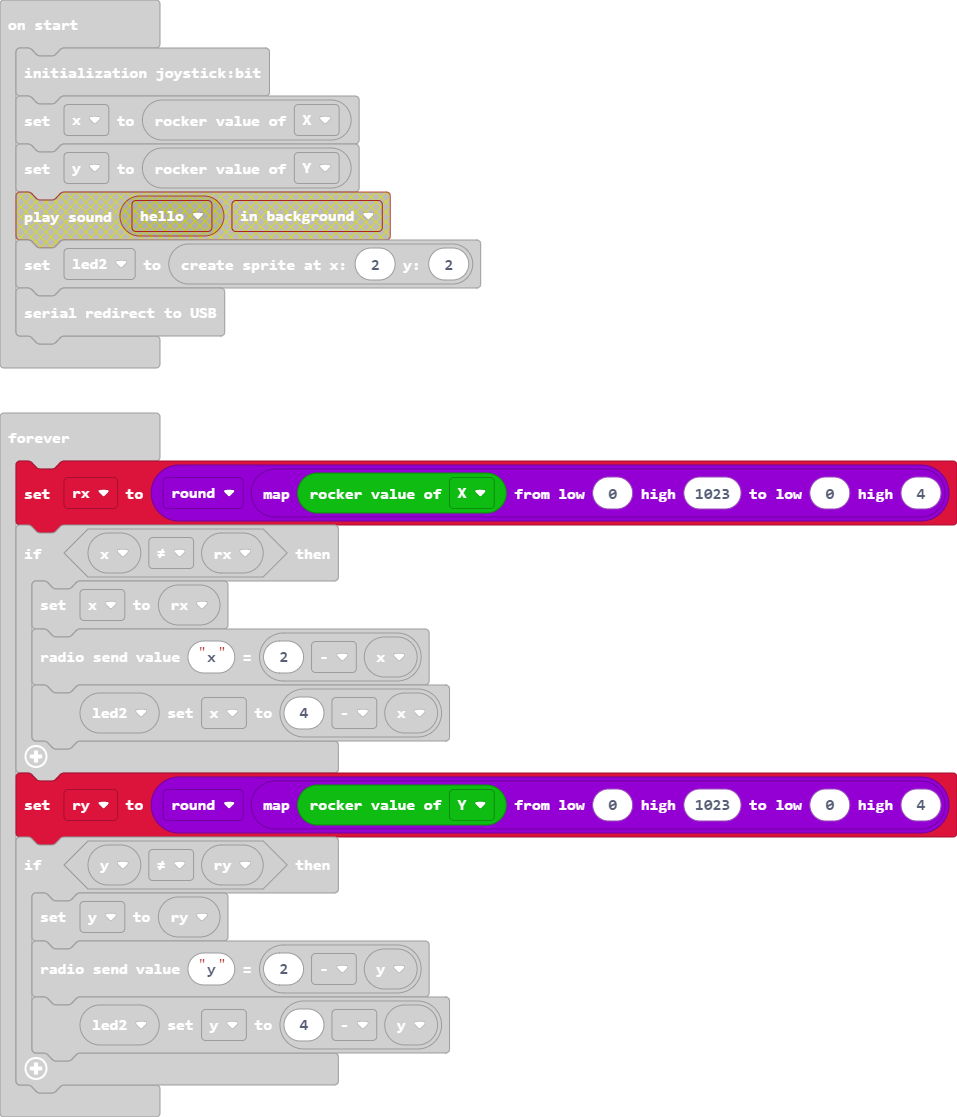 on start
initialization joystick:bit
set x to rocker value of X
set y to rocker value of Y
play sound hello in background
set led2 to create sprite at x: 2 y: 2
serial redirect to USB
forever
set rx to round map rocker value of X from low 0 high 1023 to low 0 high 4
if x ≠ rx then
set x to rx
radio send value "x" = 2 - x
led2 set x to 4 - x
set ry to round map rocker value of Y from low 0 high 1023 to low 0 high 4
if y ≠ ry then
set y to ry
radio send value "y" = 2 - y
led2 set y to 4 - y